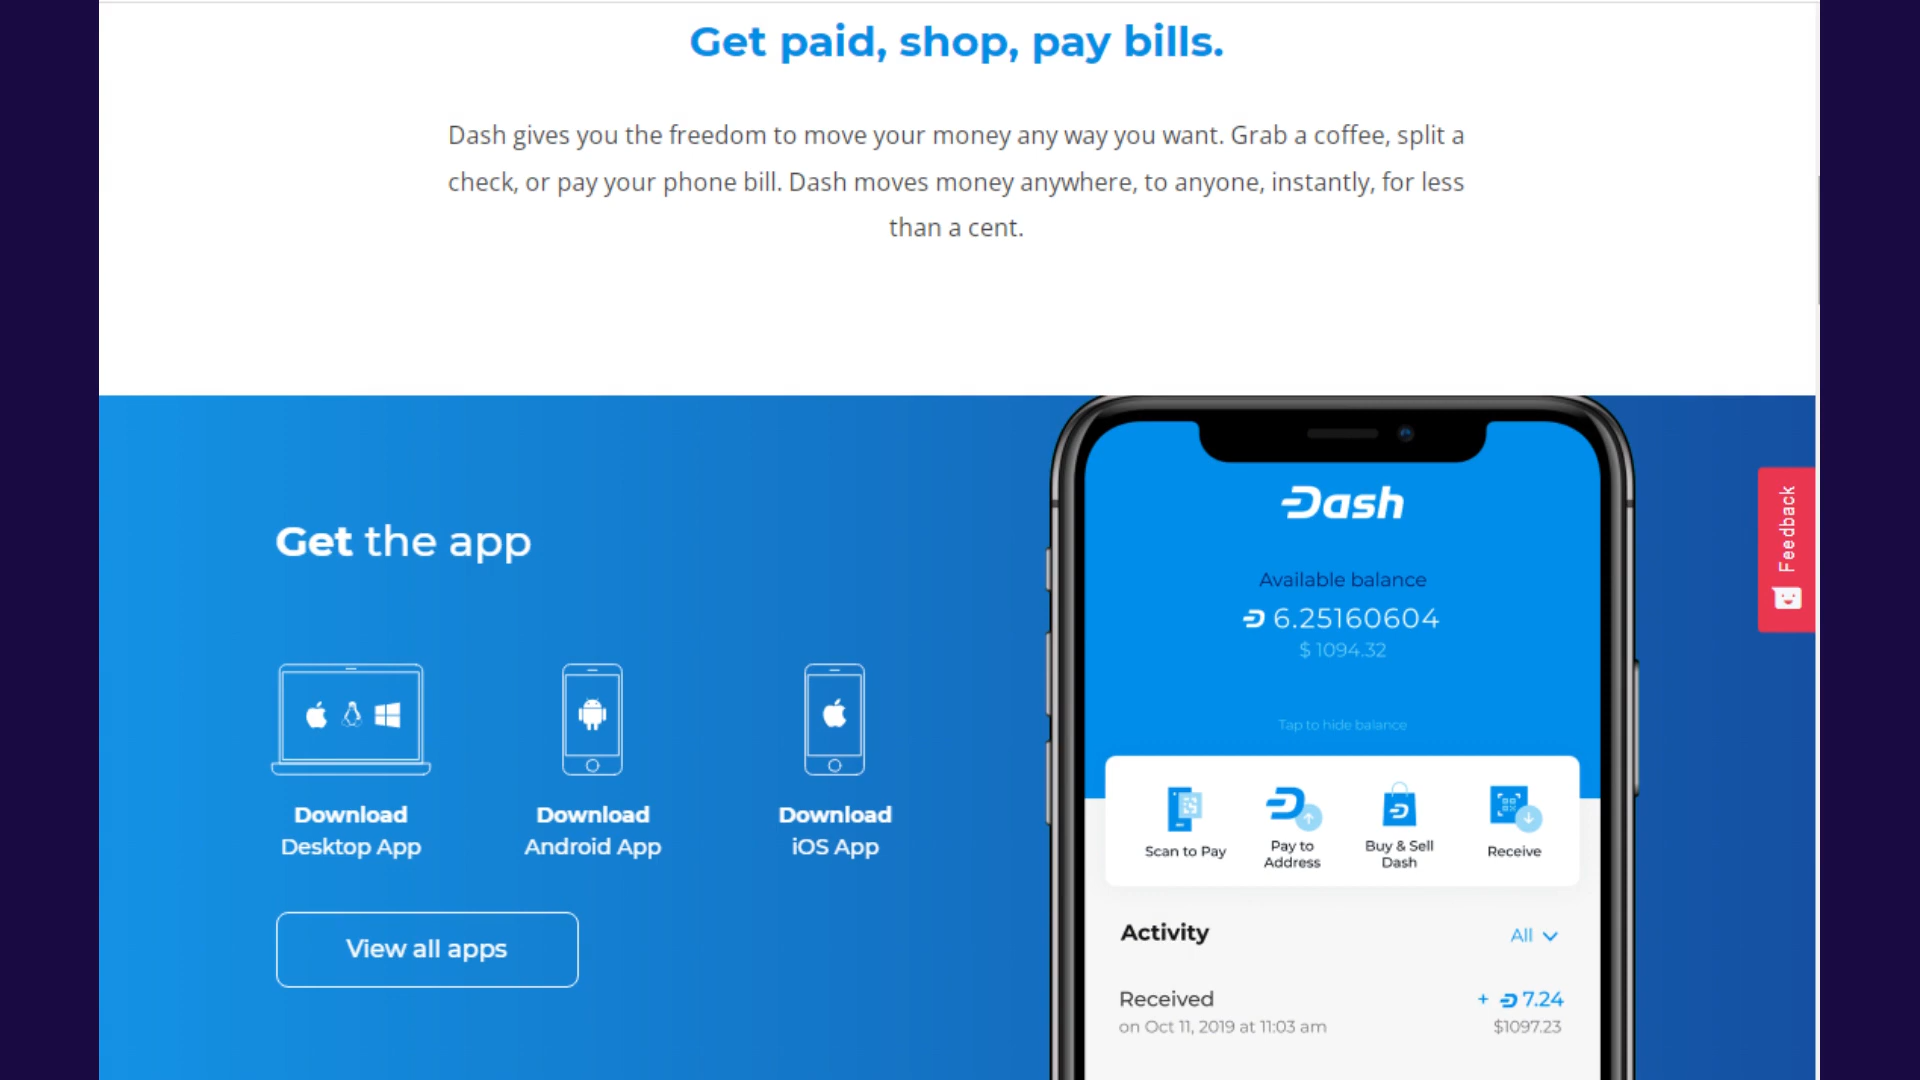 Get paid, shop, pay bills.
Dash gives you the freedom to move your money any way you want. Grab a coffee, split a
check, or pay your phone bill. Dash moves money anywhere, to anyone, instantly, for less
than a cent.
Get the app
Download
Desktop App
Download
Android App
Download
iOS App
View all apps
Dash
Available balance
6.25160604
$ 1094.32
Tap to hide balance
Scan to Pay
Pay to
Address
Buy & Sell
Dash
Receive
Activity
All
Received
+ 7.24
on Oct 11, 2019 at 11:03 am
$1097.23
Feedback